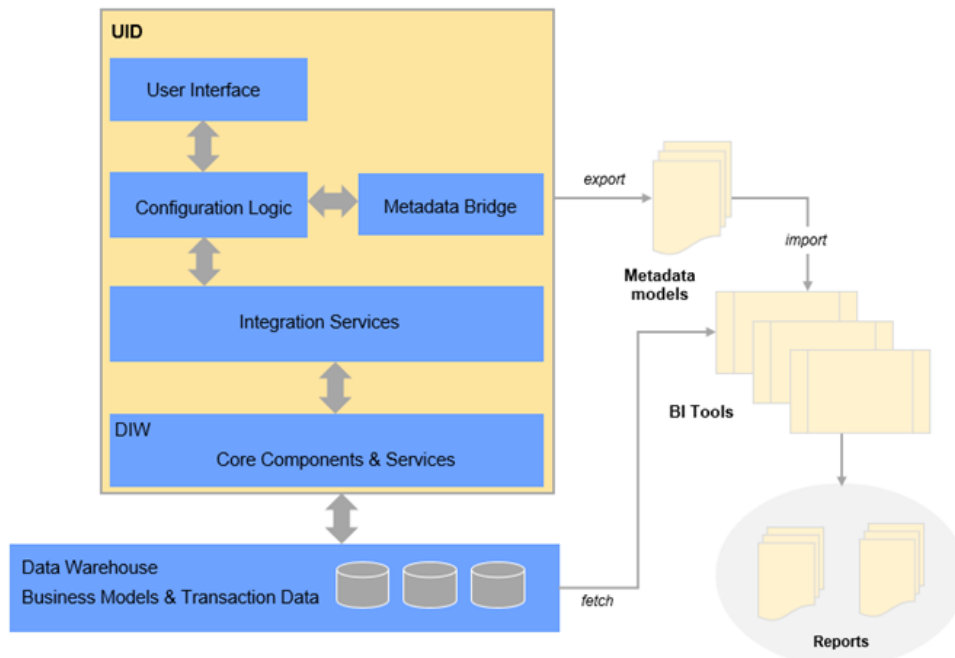 UID
User Interface
Configuration Logic
Metadata Bridge
export
Metadata
models
import
Integration Services
BI Tools
DIW
Core Components & Services
Data Warehouse
Business Models & Transaction Data
fetch
Reports